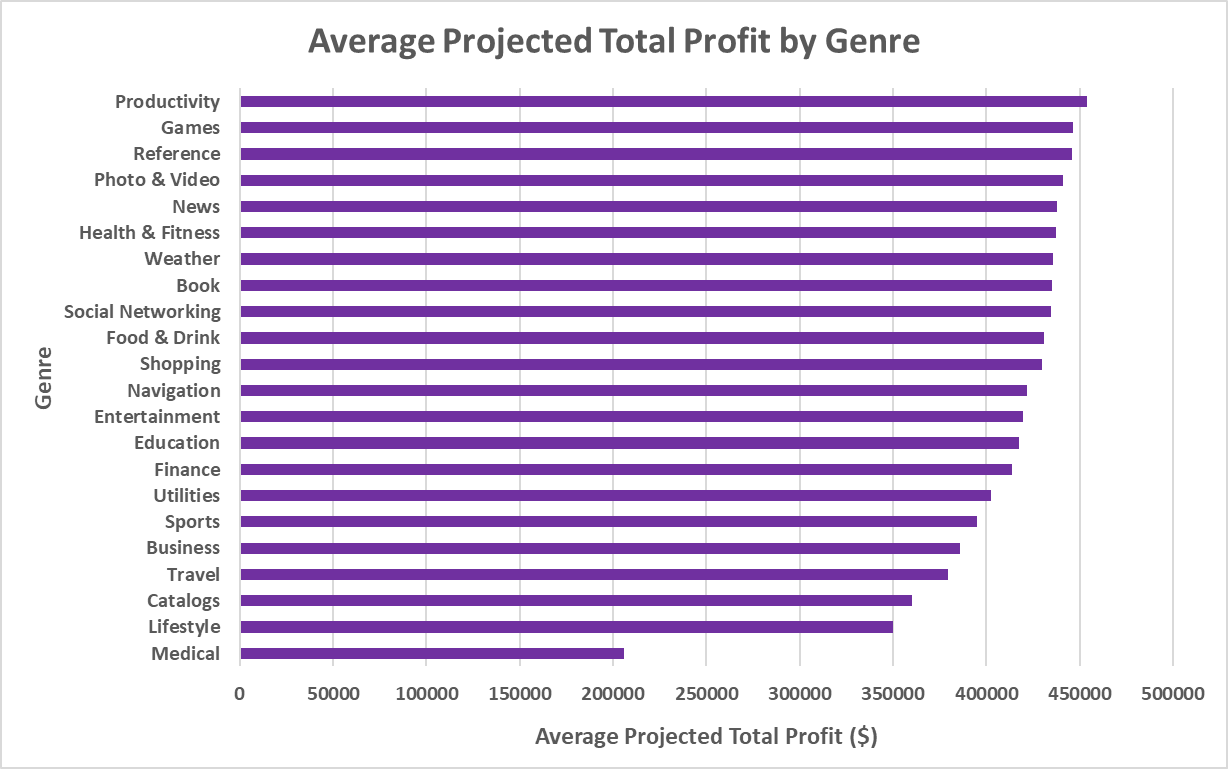 Average Projected Total Profit by Genre
Genre
Productivity
Games
Reference
Photo & Video
News
Health & Fitness
Weather
Book
Social Networking
Food & Drink
Shopping
Navigation
Entertainment
Education
Finance
Utilities
Sports
Business
Travel
Catalogs
Lifestyle
Medical
0 50000 100000 150000 200000 250000 300000 350000 400000 450000 500000
Average Projected Total Profit ($)